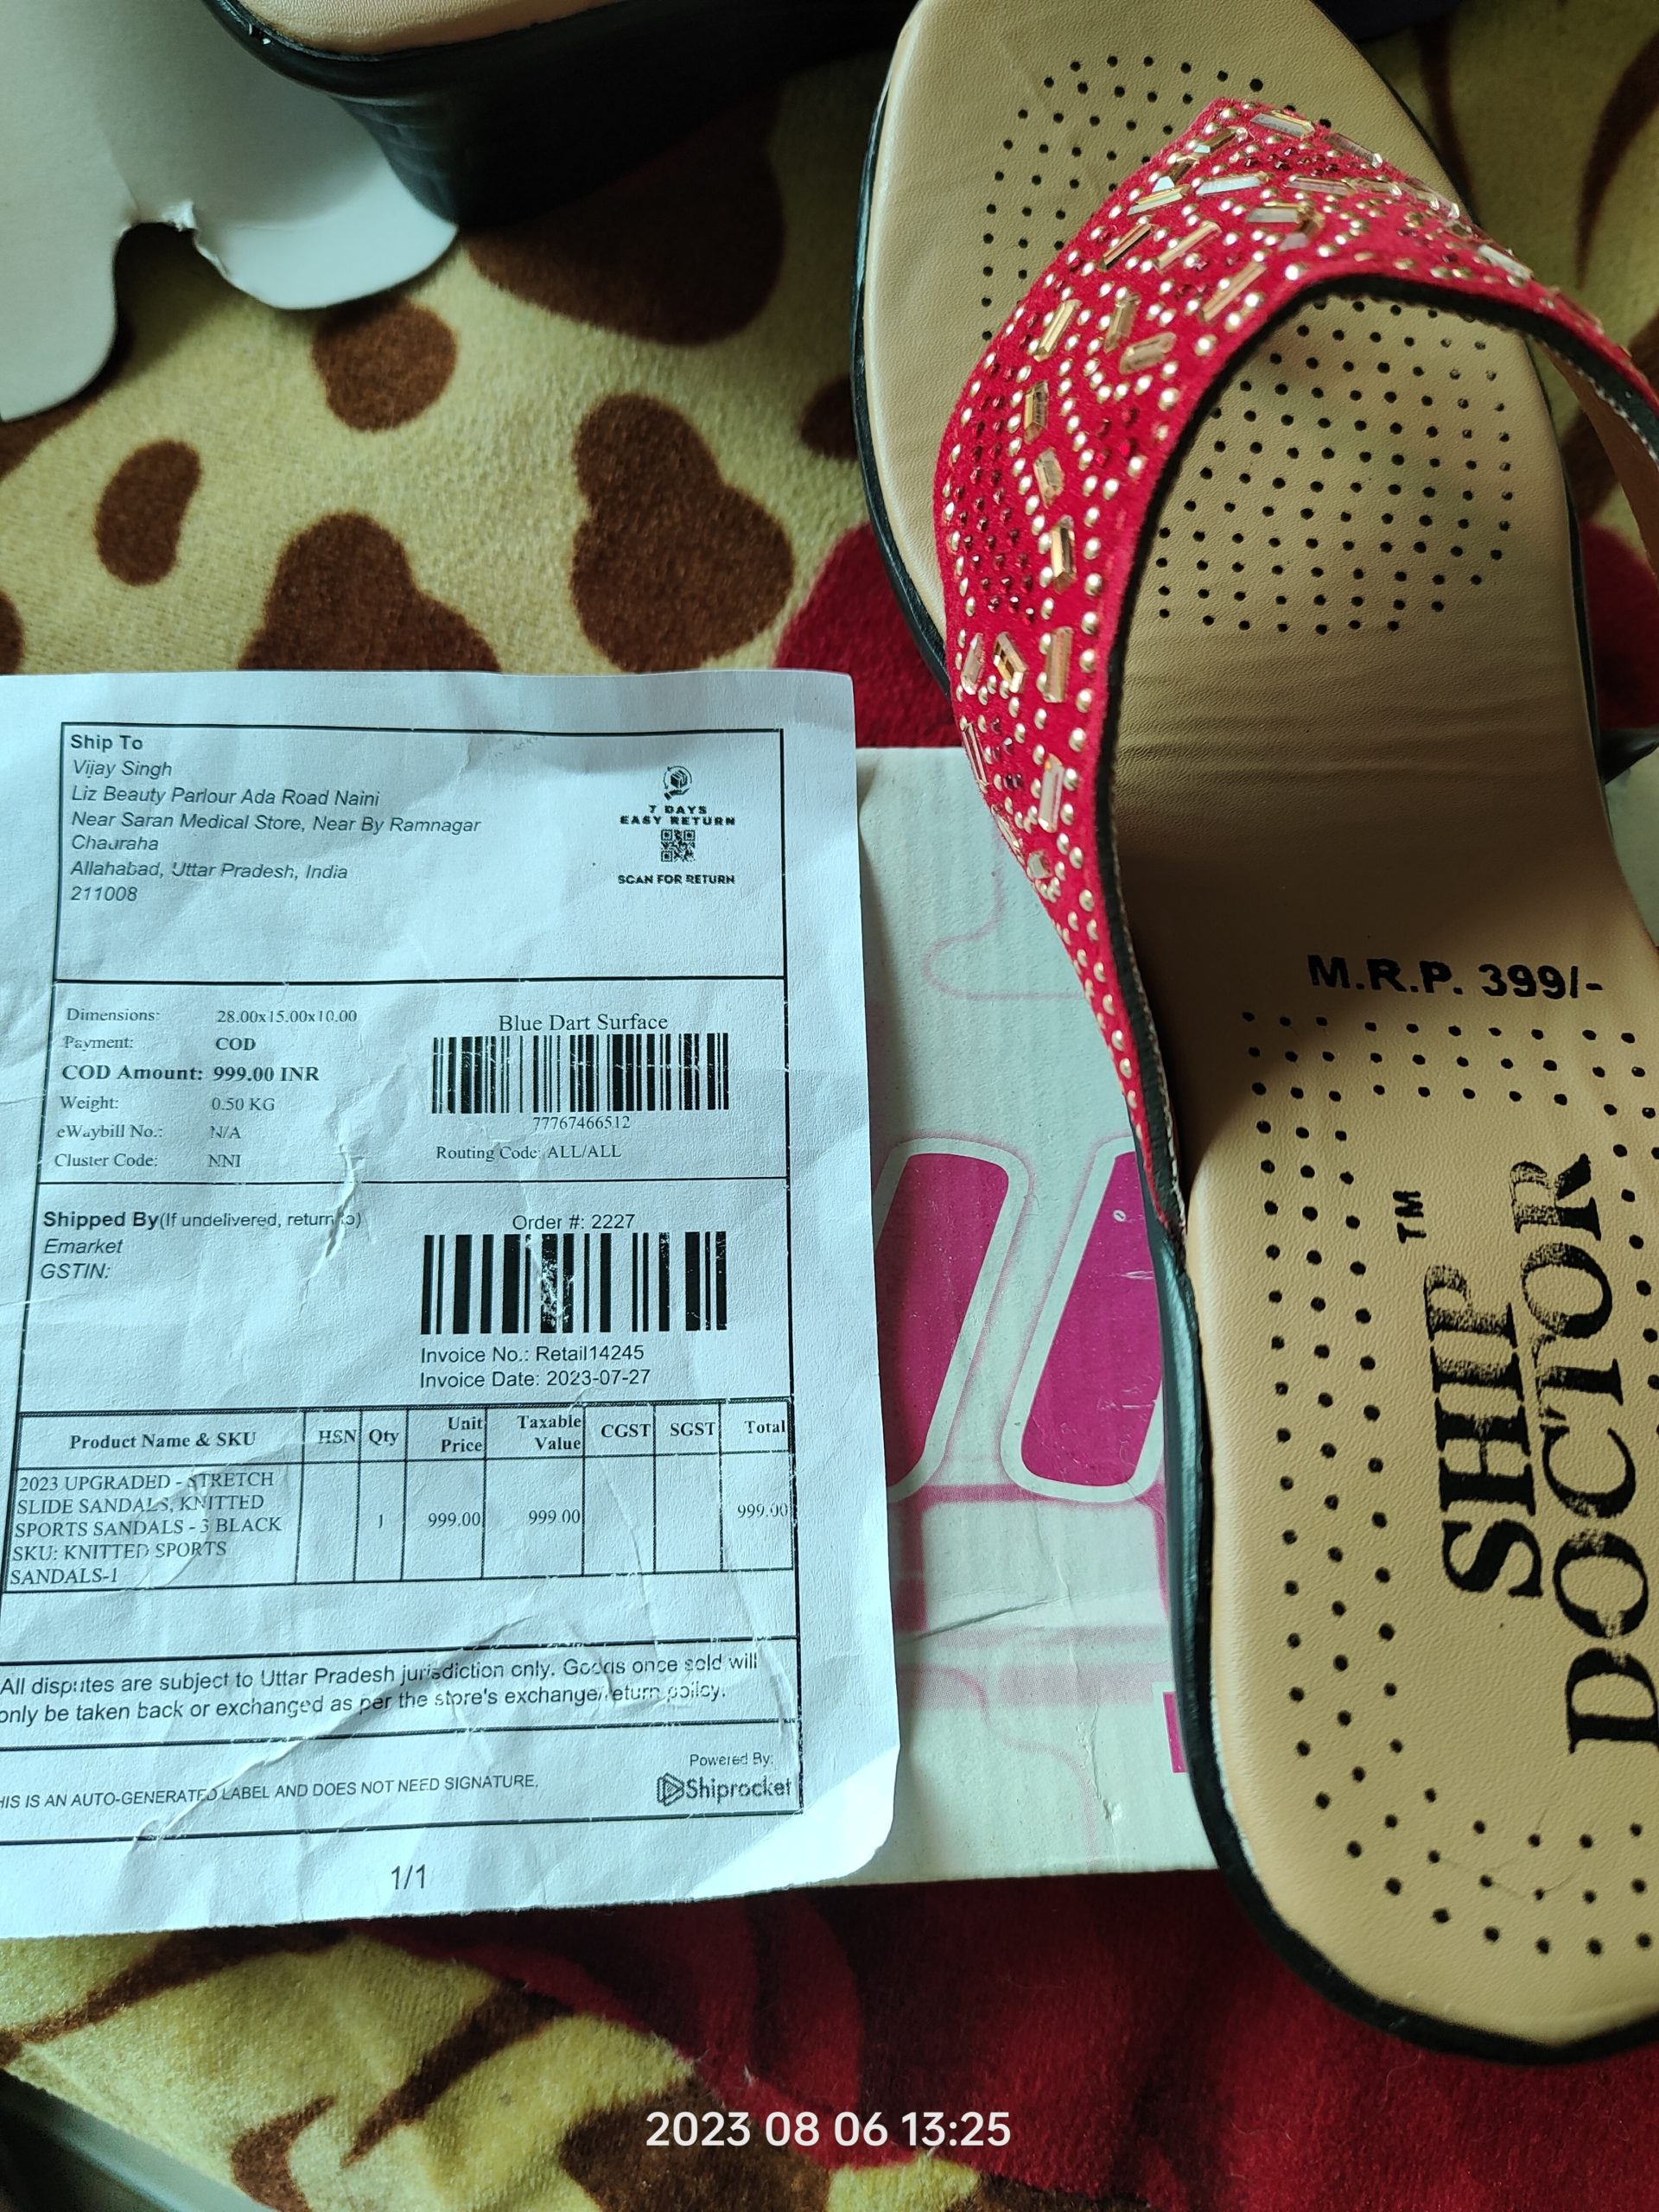 Ship To
Vijay Singh
Liz Beauty Parlour Ada Road Naini
Near Saran Medical Store, Near By Ramnagar
Chauraha
Allahabad, Uttar Pradesh, India
211008
7 DAYS
EASY RETURN
SCAN FOR RETURN
Dimensions: 28.00x15.00x10.00
Payment: COD
COD Amount: 999.00 INR
Weight: 0.50 KG
eWaybill No.: N/A
Cluster Code: NNI
Blue Dart Surface
77767466512
Routing Code: ALL/ALL
Shipped By(If undelivered, return to)
Emarket
GSTIN:
Order #: 2227
Invoice No.: Retail14245
Invoice Date: 2023-07-27
Product Name & SKU HSN Qty Unit Price Taxable Value CGST SGST Total
2023 UPGRADED - STRETCH
SLIDE SANDALS, KNITTED
SPORTS SANDALS - 3 BLACK
SKU: KNITTED SPORTS
SANDALS-1
1 999.00 999.00 999.00
All disputes are subject to Uttar Pradesh jurisdiction only. Goods once sold will
only be taken back or exchanged as per the store's exchange/return policy.
HIS IS AN AUTO-GENERATED LABEL AND DOES NOT NEED SIGNATURE.
Powered By:
Shiprocket
1/1
M.R.P. 399/-
TM
SHIP
DOCTOR
2023 08 06 13:25